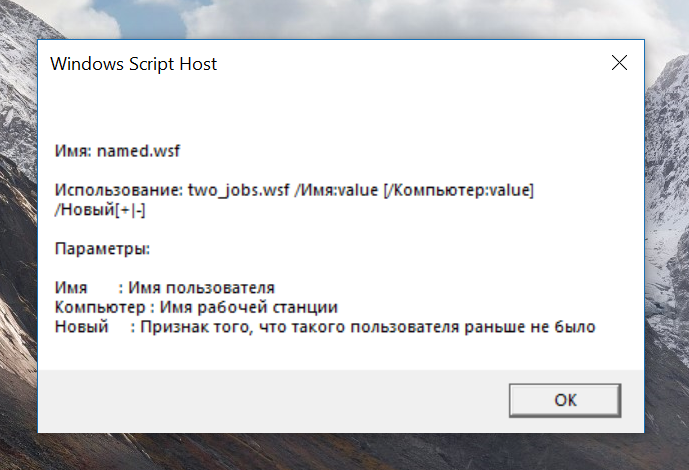 Windows Script Host
Имя: named.wsf
Использование: two_jobs.wsf /Имя:value [/Компьютер:value]
/Новый[+|-]
Параметры:
Имя : Имя пользователя
Компьютер : Имя рабочей станции
Новый : Признак того, что такого пользователя раньше не было
OK